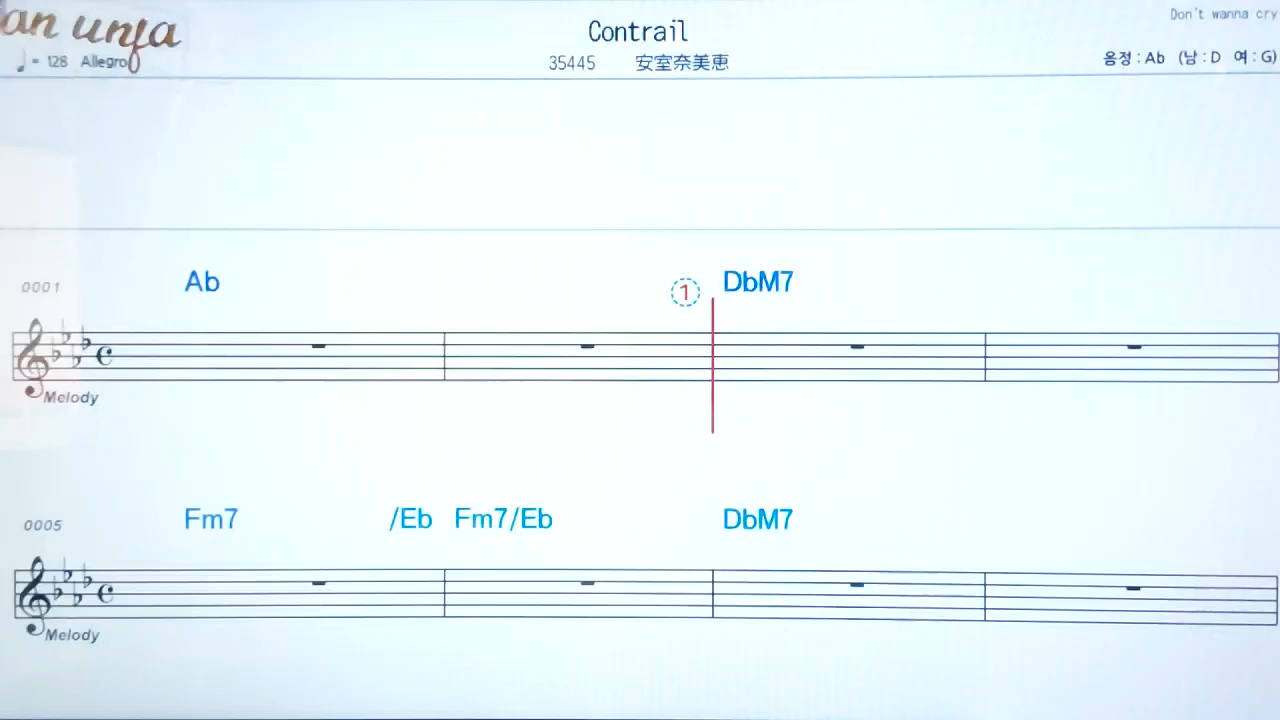 an unfa
Don't wanna cry
Contrail
♩ = 128 Allegro
35445 安室奈美恵
음정 : Ab (남 : D 여 : G)
0001
Ab
1
DbM7
Melody
0005
Fm7 /Eb Fm7/Eb DbM7
Melody